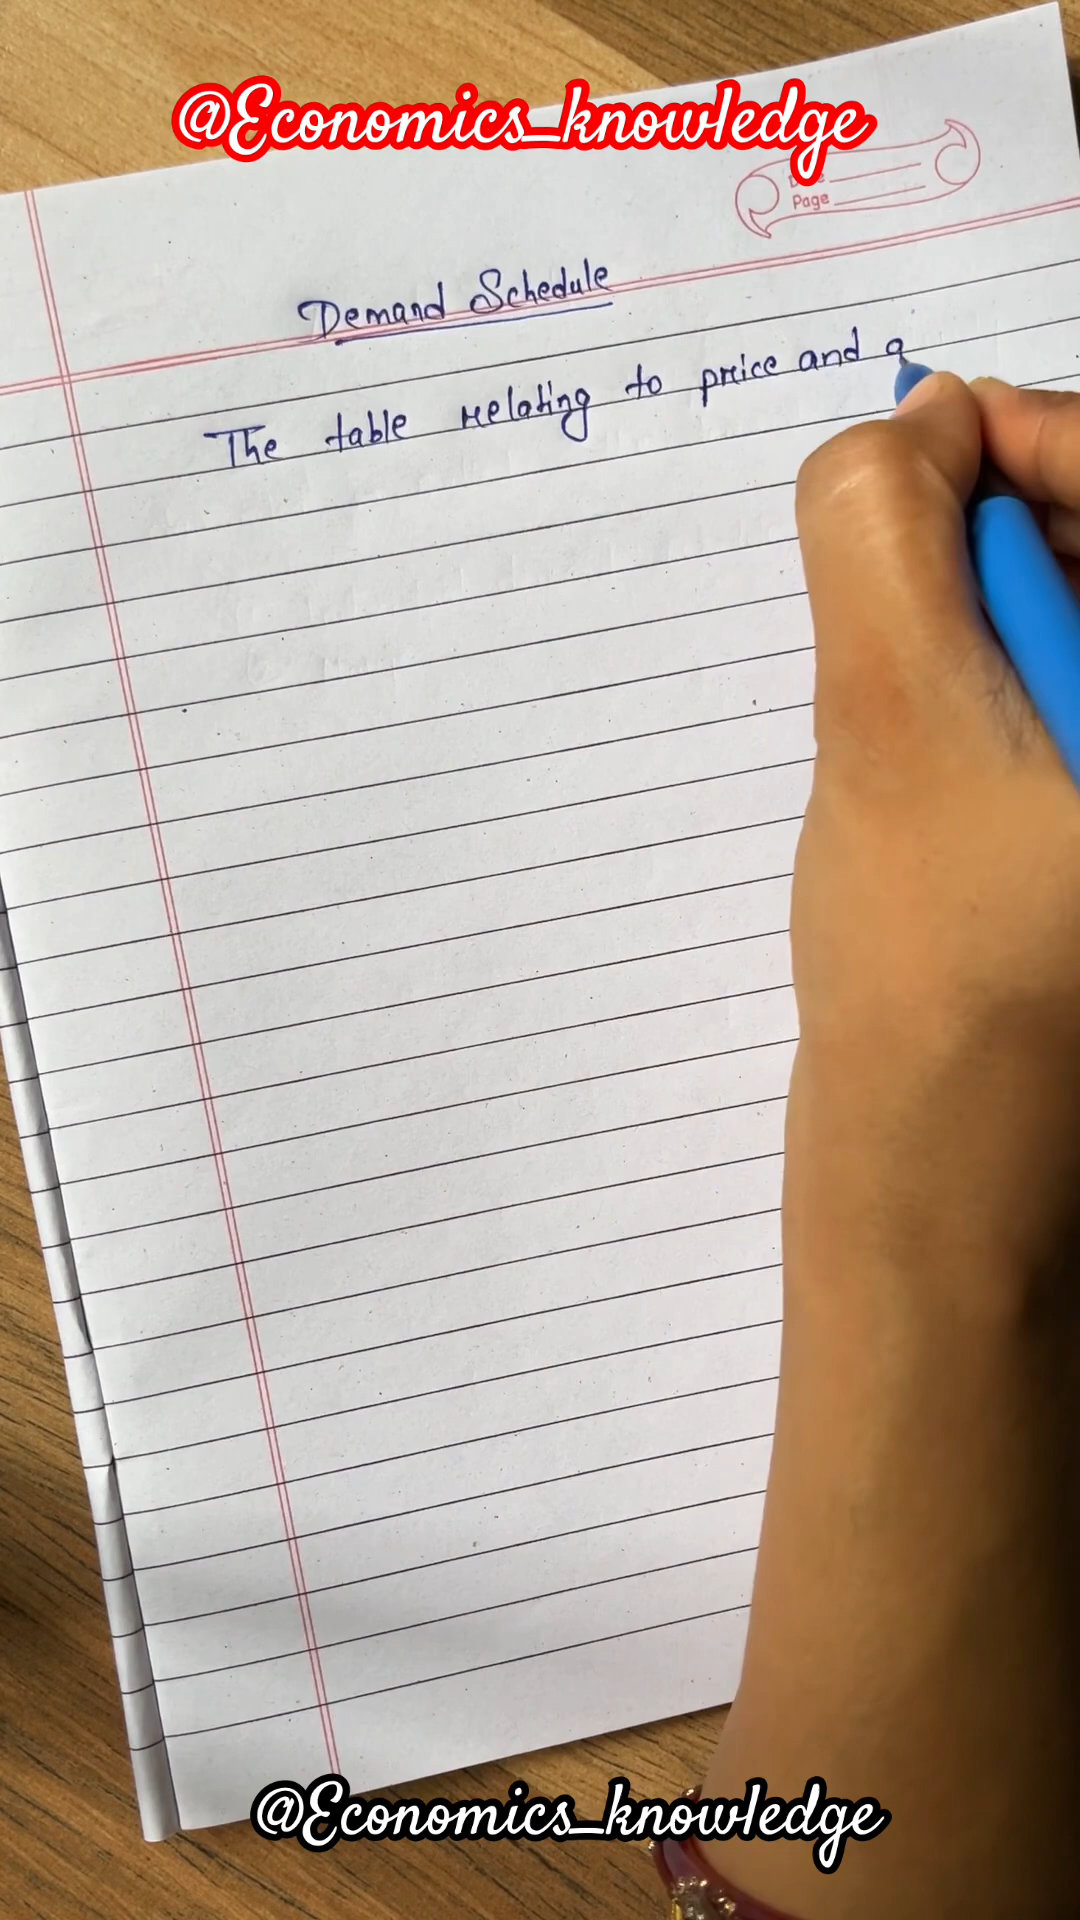 @Economics_knowledge
Page
Demand Schedule
The table relating to price and q
@Economics_knowledge